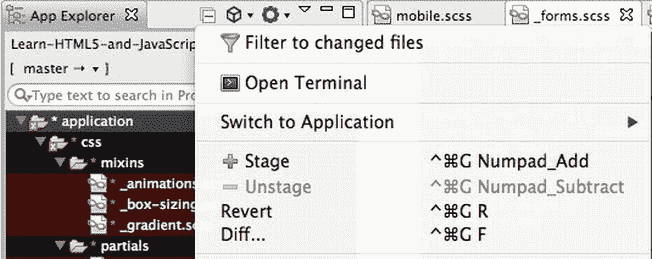 App Explorer
mobile.scss
_forms.scss
Learn-HTML5-and-JavaScrip
[ master → ▾ ]
Type text to search in Pro
* application
* css
* mixins
* _animations
* _box-sizing
* _gradient.sc
* partials
Filter to changed files
Open Terminal
Switch to Application
Stage ^⌘G Numpad_Add
Unstage ^⌘G Numpad_Subtract
Revert ^⌘G R
Diff... ^⌘G F